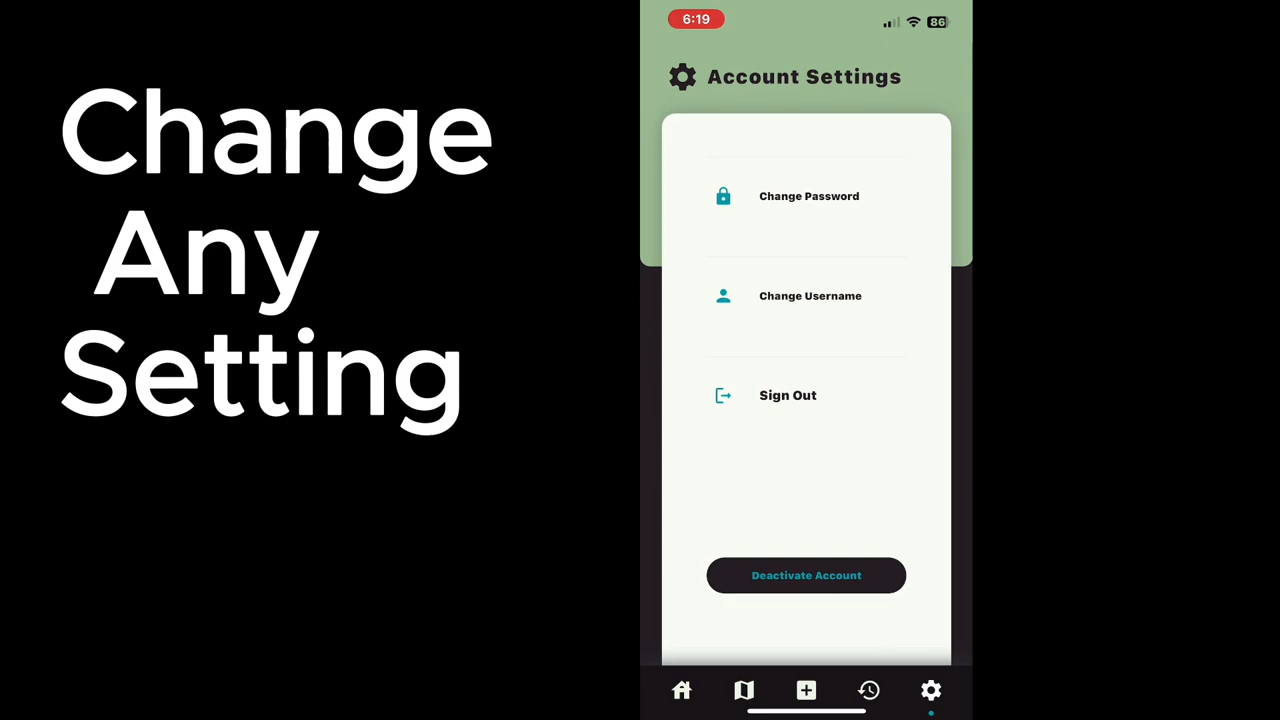 Change
Any
Setting
6:19
86
Account Settings
Change Password
Change Username
Sign Out
Deactivate Account